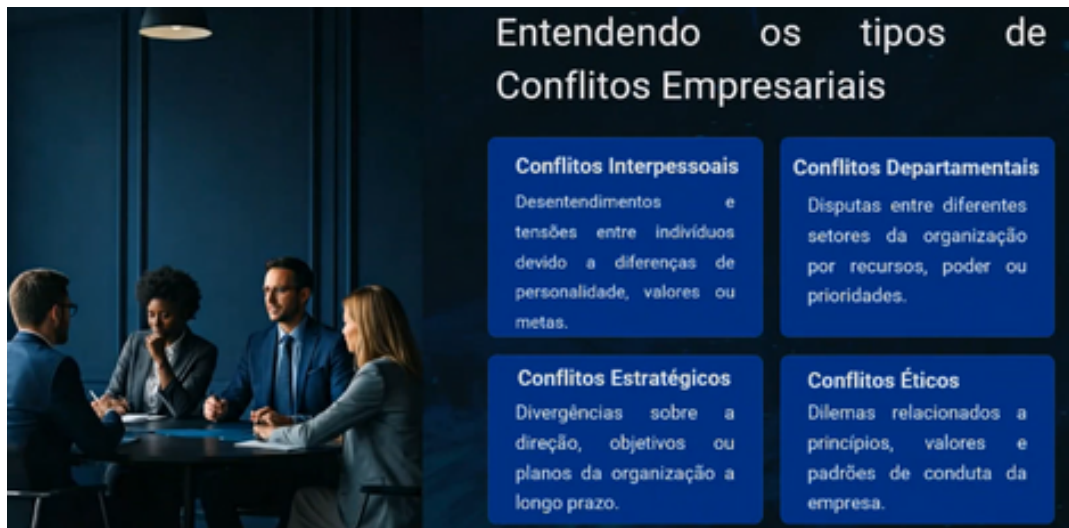 Entendendo os tipos de
Conflitos Empresariais
Conflitos Interpessoais
Desentendimentos e
tensões entre indivíduos
devido a diferenças de
personalidade, valores ou
metas.
Conflitos Departamentais
Disputas entre diferentes
setores da organização
por recursos, poder ou
prioridades.
Conflitos Estratégicos
Divergências sobre a
direção, objetivos ou
planos da organização a
longo prazo.
Conflitos Éticos
Dilemas relacionados a
princípios, valores e
padrões de conduta da
empresa.